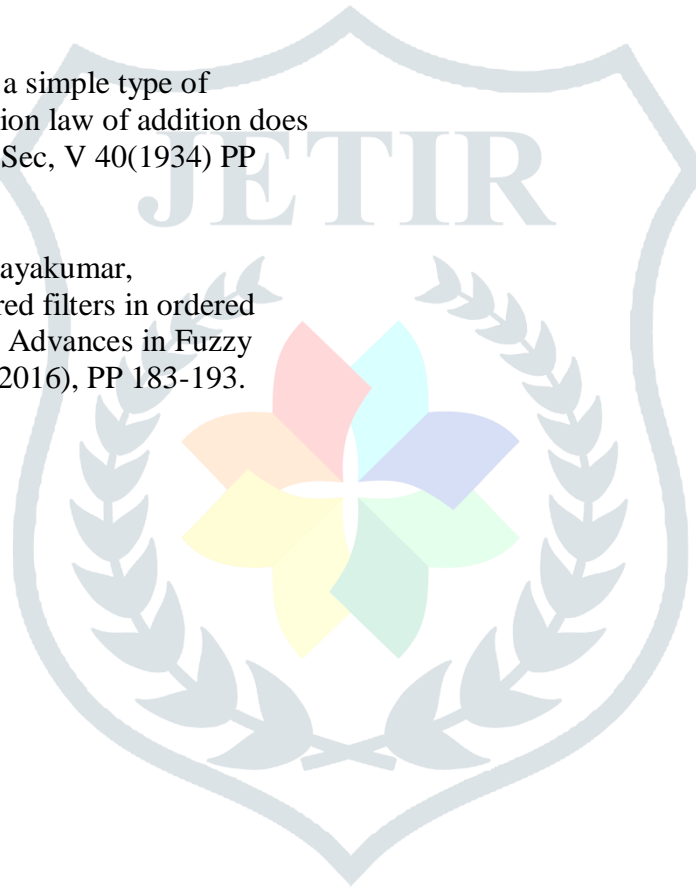 a simple type of
ion law of addition does
Sec, V 40(1934) PP
JETIR
ayakumar,
red filters in ordered
Advances in Fuzzy
2016), PP 183-193.